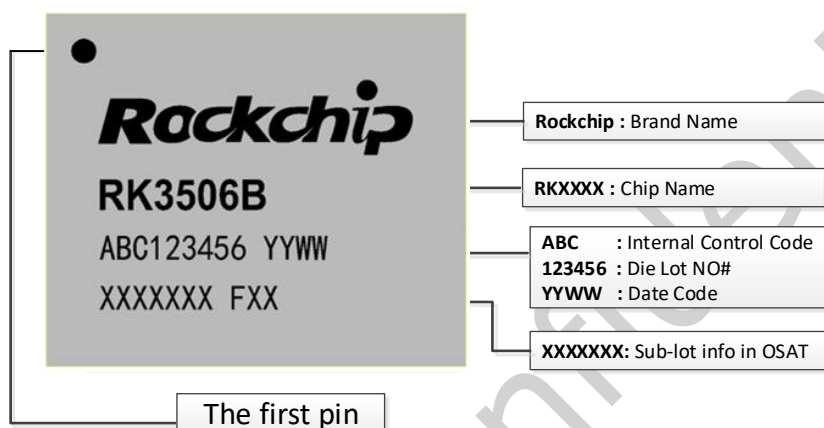 Rockchip
RK3506B
ABC123456 YYWW
XXXXXXX FXX
Rockchip : Brand Name
RKXXXX : Chip Name
ABC : Internal Control Code
123456 : Die Lot NO#
YYWW : Date Code
XXXXXXX: Sub-lot info in OSAT
The first pin